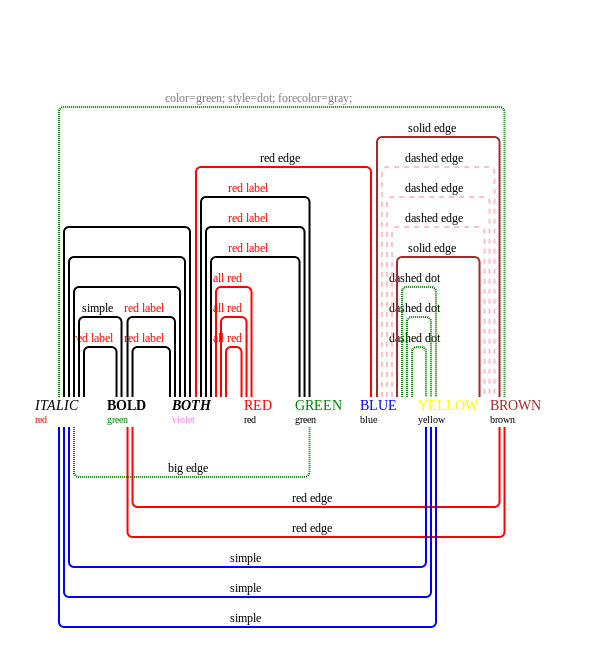 color=green; style=dot; forecolor=gray;
solid edge
red edge dashed edge
red label dashed edge
red label dashed edge
red label solid edge
all red dashed dot
simple red label all red dashed dot
red label red label all red dashed dot
ITALIC BOLD BOTH RED GREEN BLUE YELLOW BROWN
red green violet red green blue yellow brown
big edge
red edge
red edge
simple
simple
simple